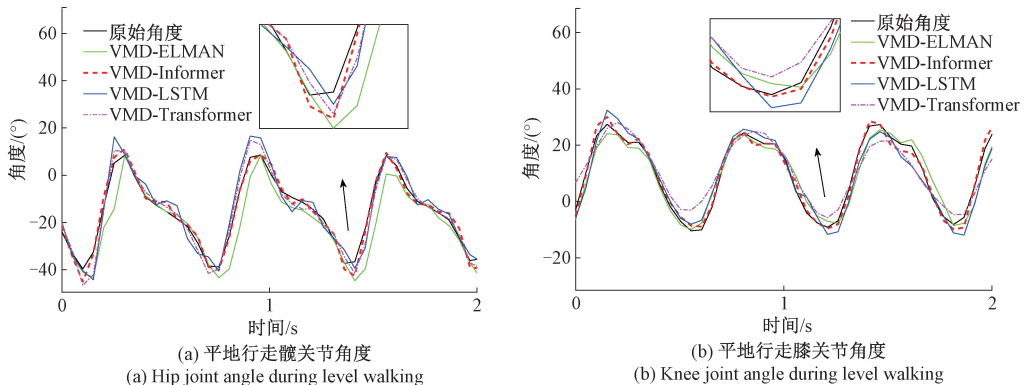 60
40
20
0
−20
−40
角度/(°)
原始角度
VMD-ELMAN
VMD-Informer
VMD-LSTM
VMD-Transformer
0
1
2
时间/s
(a) 平地行走髋关节角度
(a) Hip joint angle during level walking
60
40
20
0
−20
角度/(°)
原始角度
VMD-ELMAN
VMD-Informer
VMD-LSTM
VMD-Transformer
0
1
2
时间/s
(b) 平地行走膝关节角度
(b) Knee joint angle during level walking